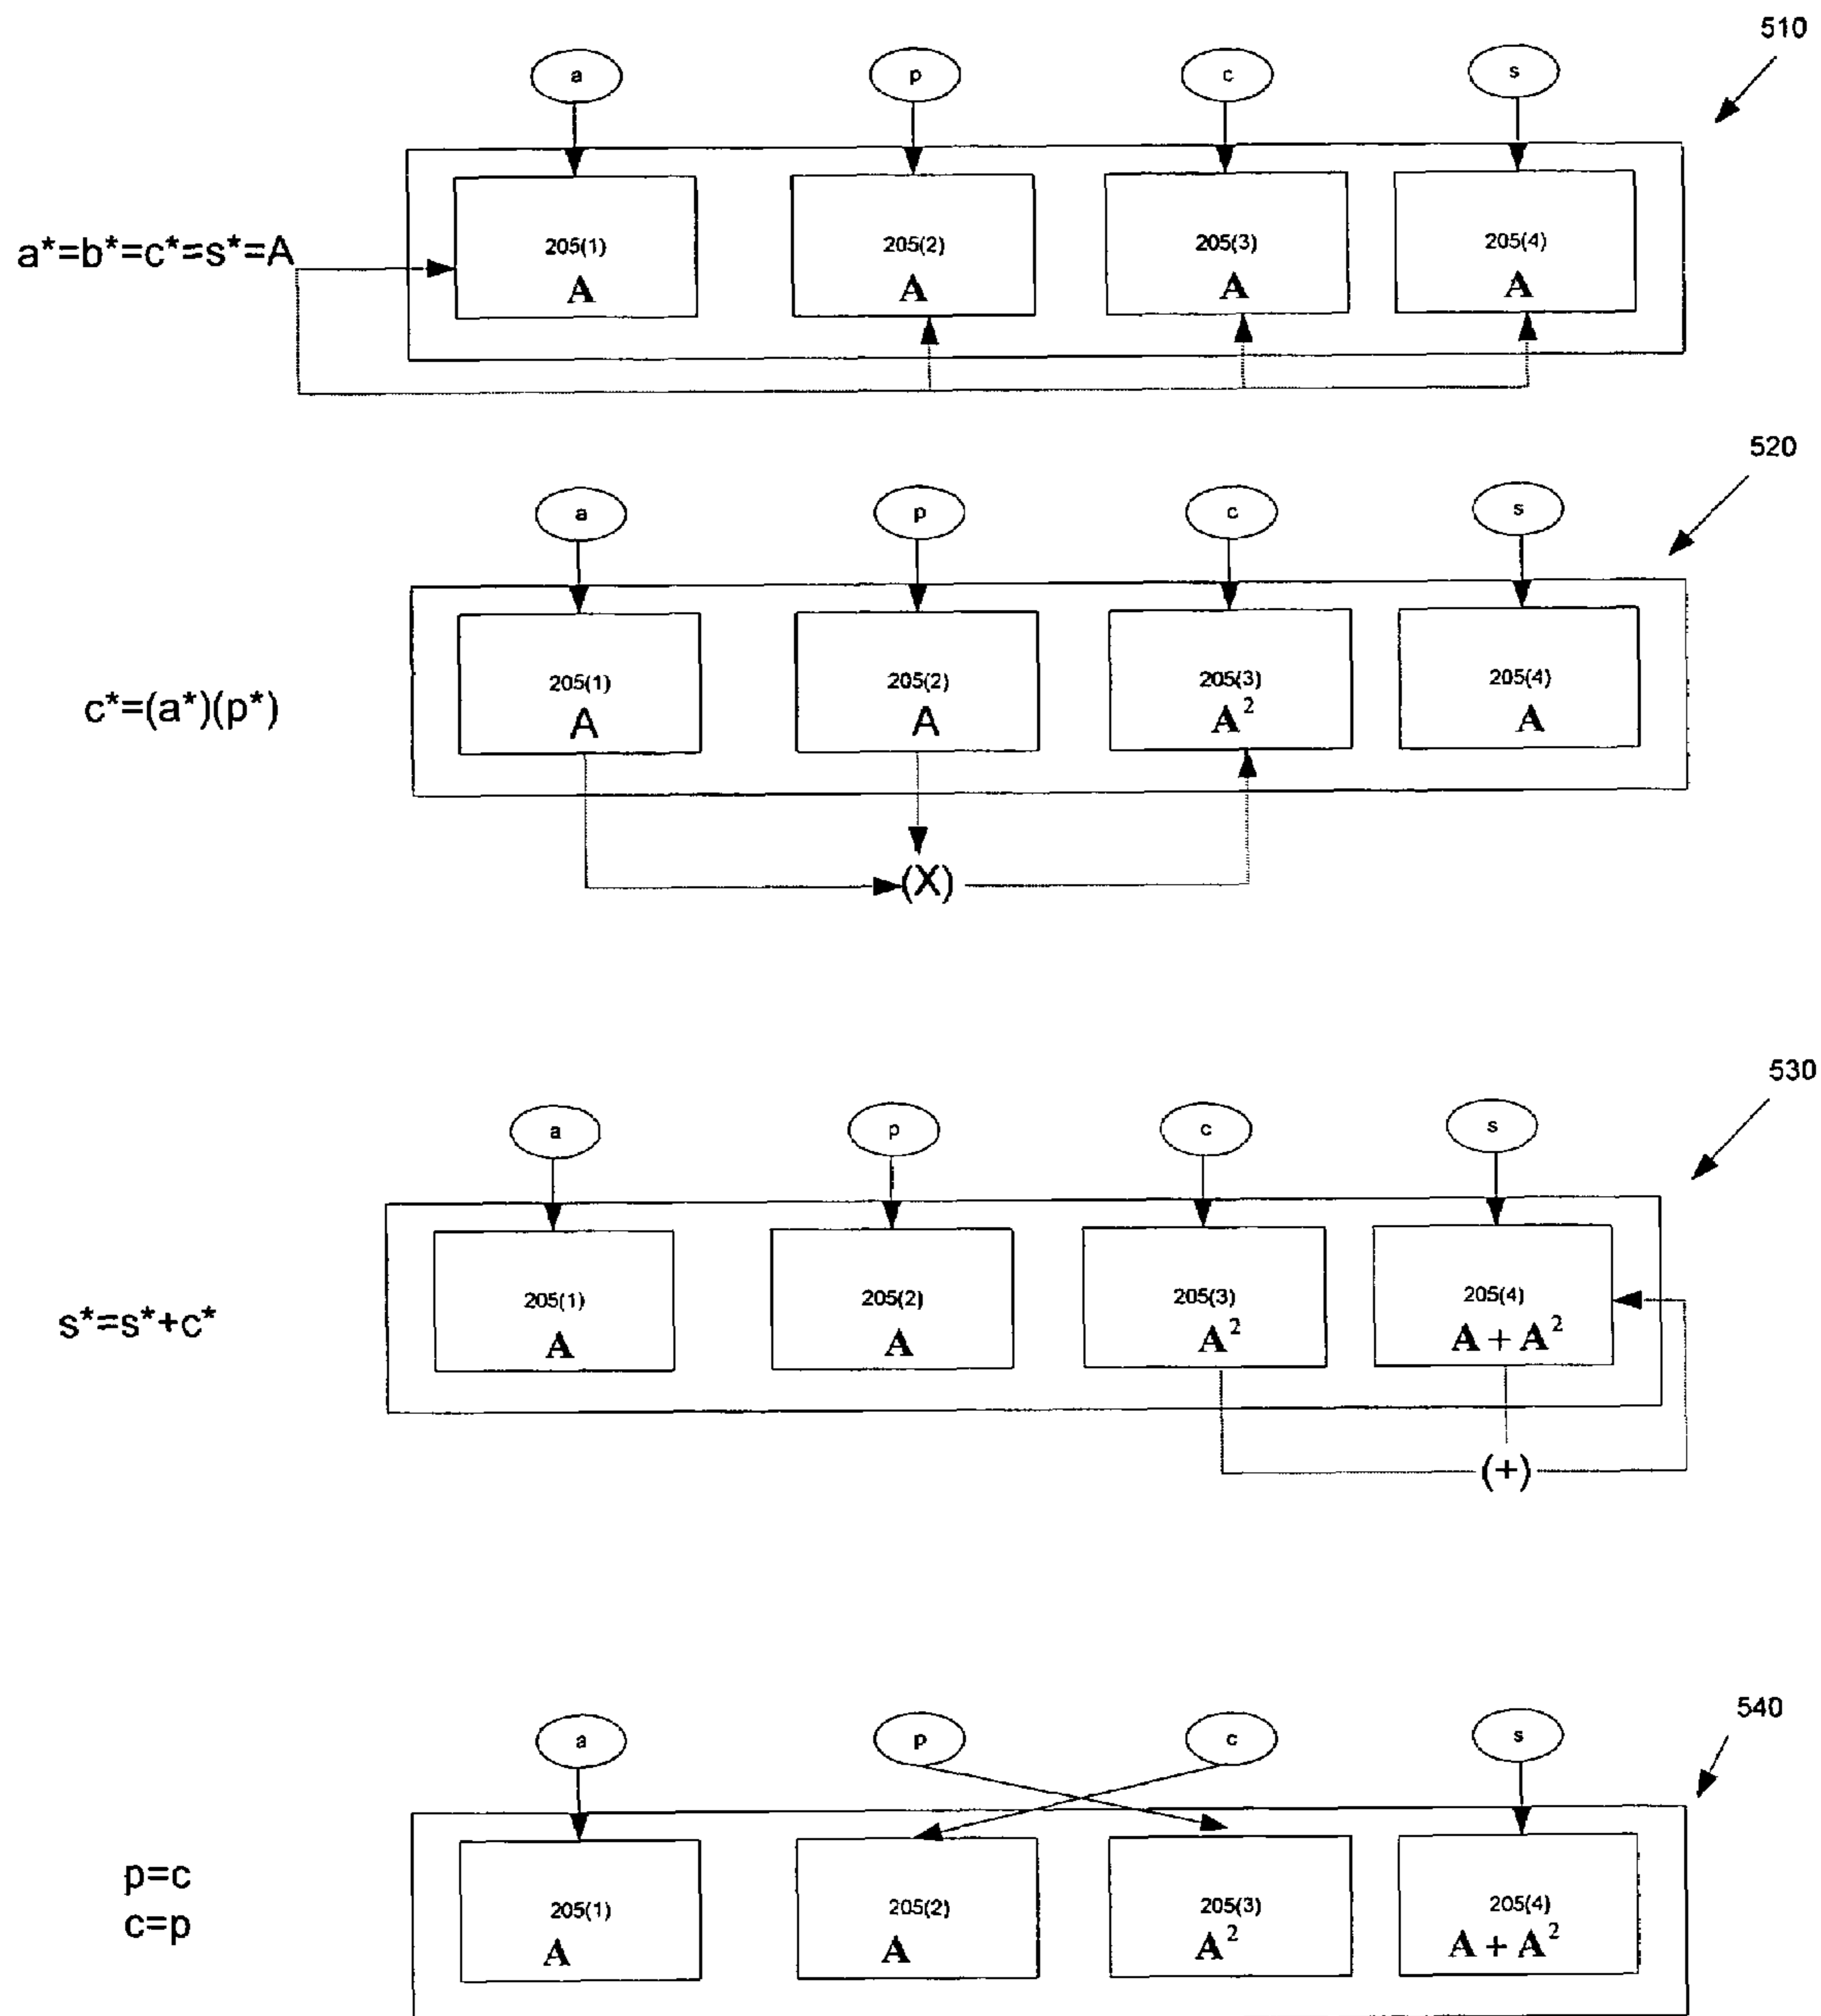 510
a p c s
205(1) 205(2) 205(3) 205(4)
a*=b*=c*=s*=A
A A A A
520
a p c s
205(1) 205(2) 205(3) 205(4)
c*=(a*)(p*)
A A A² A
(X)
530
a p c s
205(1) 205(2) 205(3) 205(4)
s*=s*+c*
A A A² A + A²
(+)
540
a p c s
p=c
205(1) 205(2) 205(3) 205(4)
c=p
A A A² A + A²